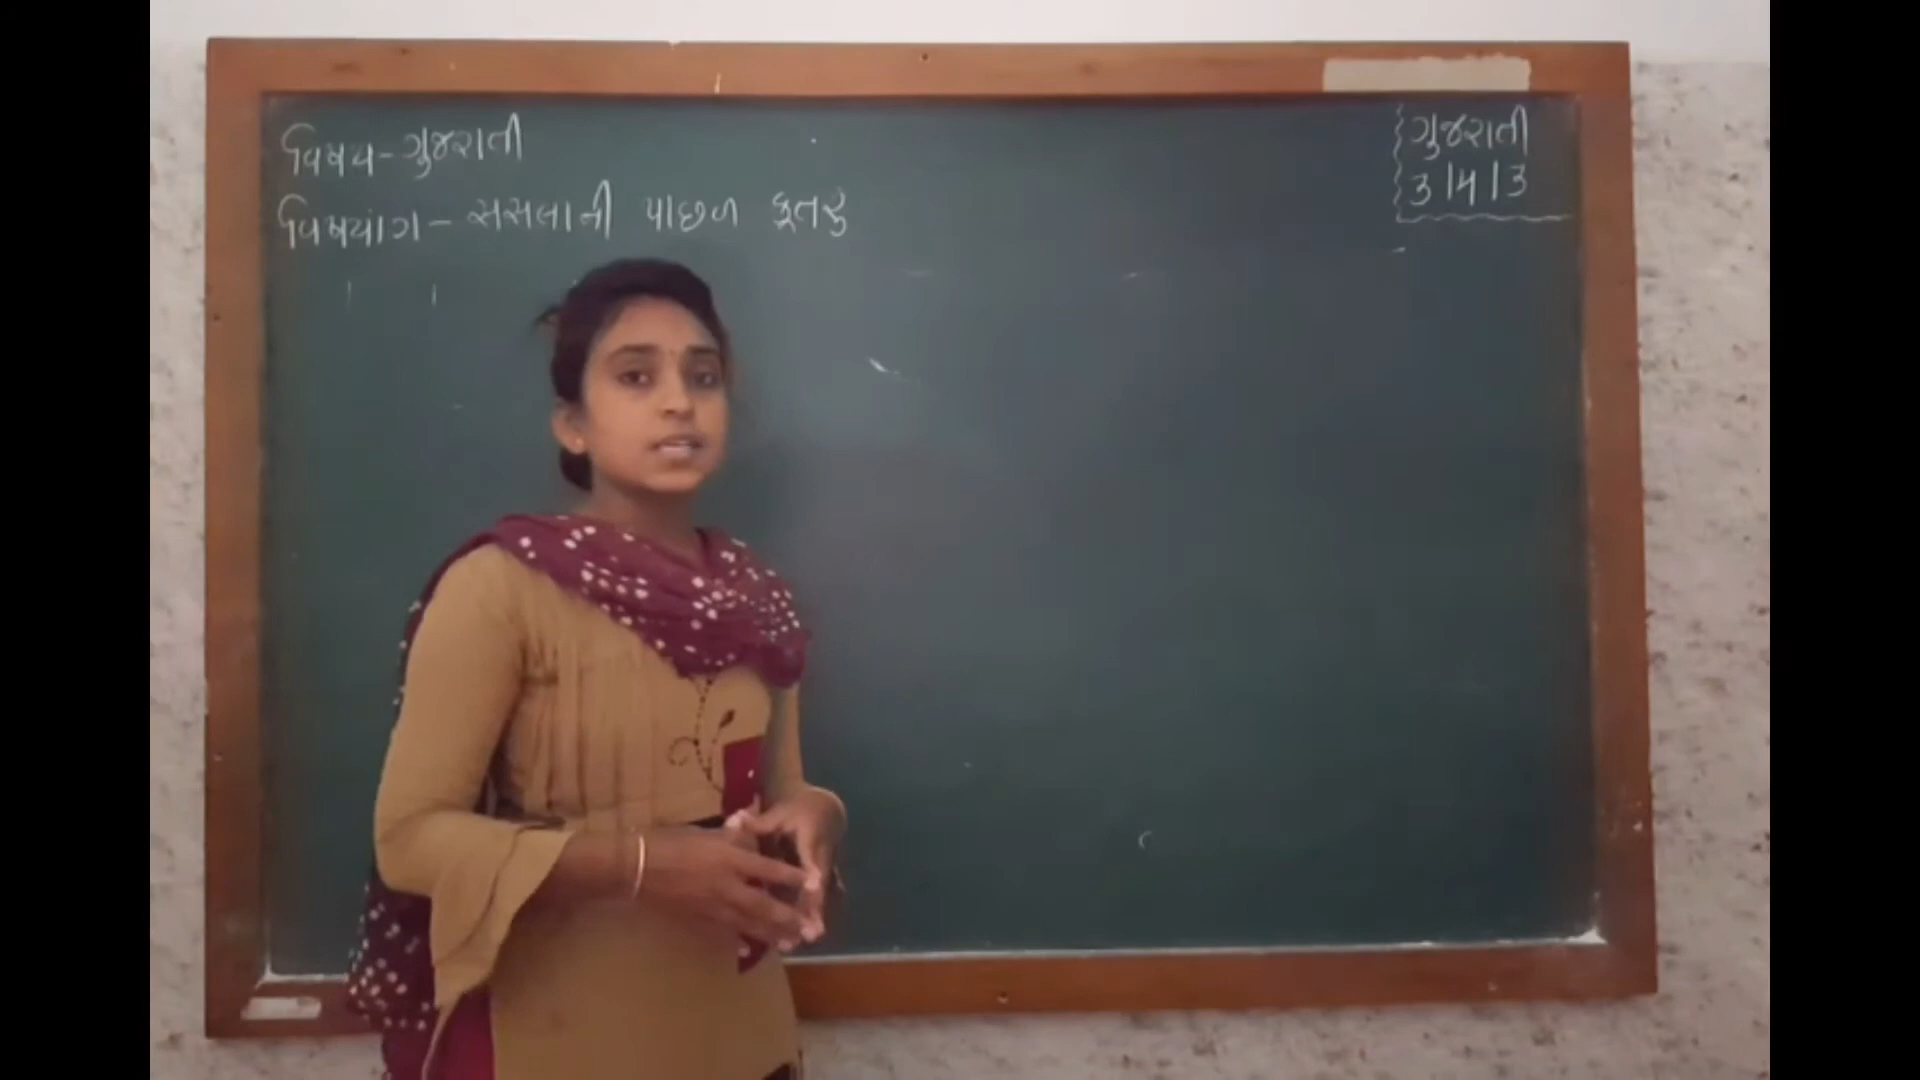 વિષય - ગુજરાતી
વિષયાંગ - સસલાની પાછળ કૂતરુ
ગુજરાતી
3|4|3